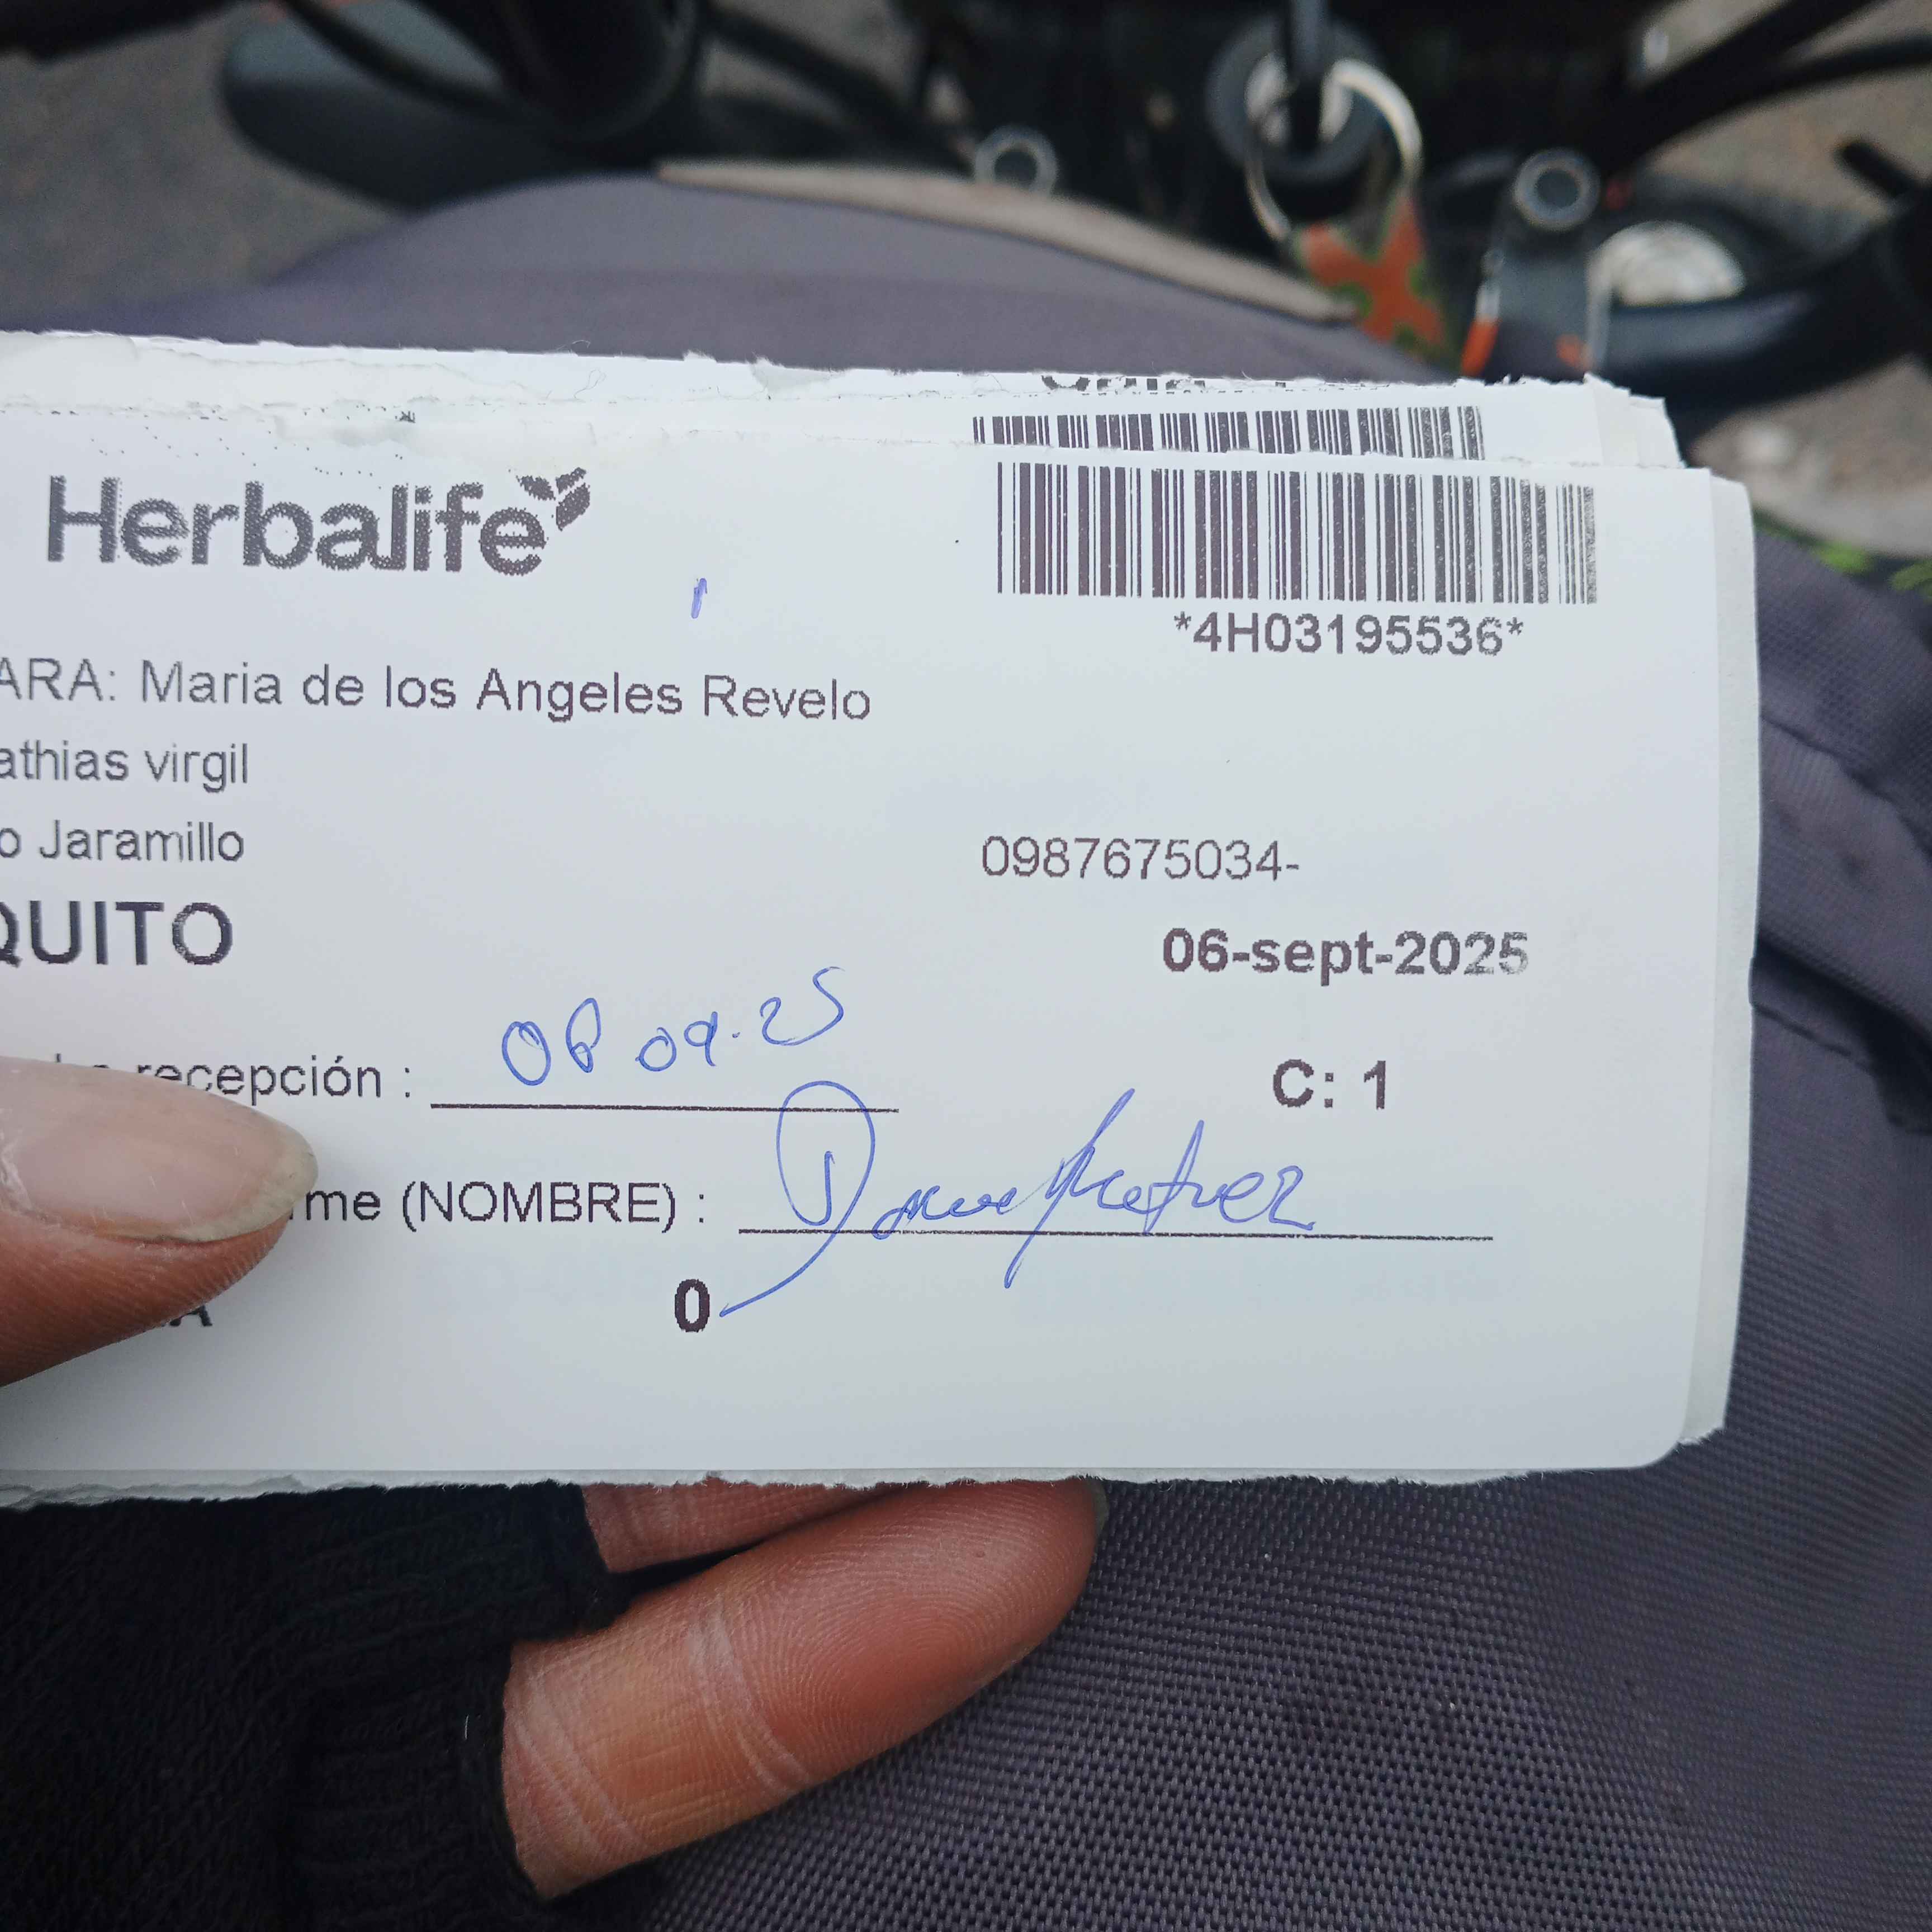 Herbalife
*4H03195536*
ARA: Maria de los Angeles Revelo
athias virgil
o Jaramillo
0987675034-
QUITO
06-sept-2025
recepción : 06 09.25
C: 1
me (NOMBRE) :
0